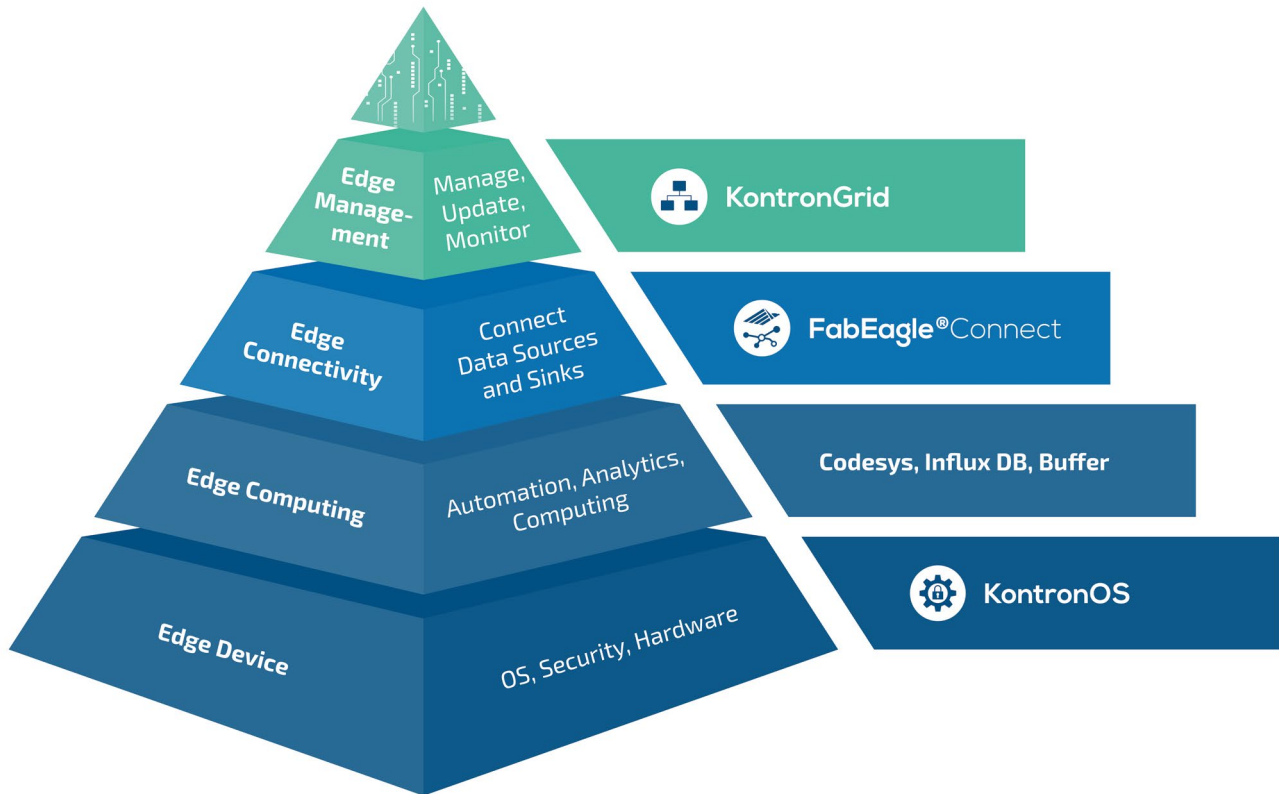 Edge
Manage-
ment
Manage,
Update,
Monitor
KontronGrid
Edge
Connectivity
Connect
Data Sources
and Sinks
FabEagle®Connect
Edge Computing
Automation, Analytics,
Computing
Codesys, Influx DB, Buffer
Edge Device
OS, Security, Hardware
KontronOS